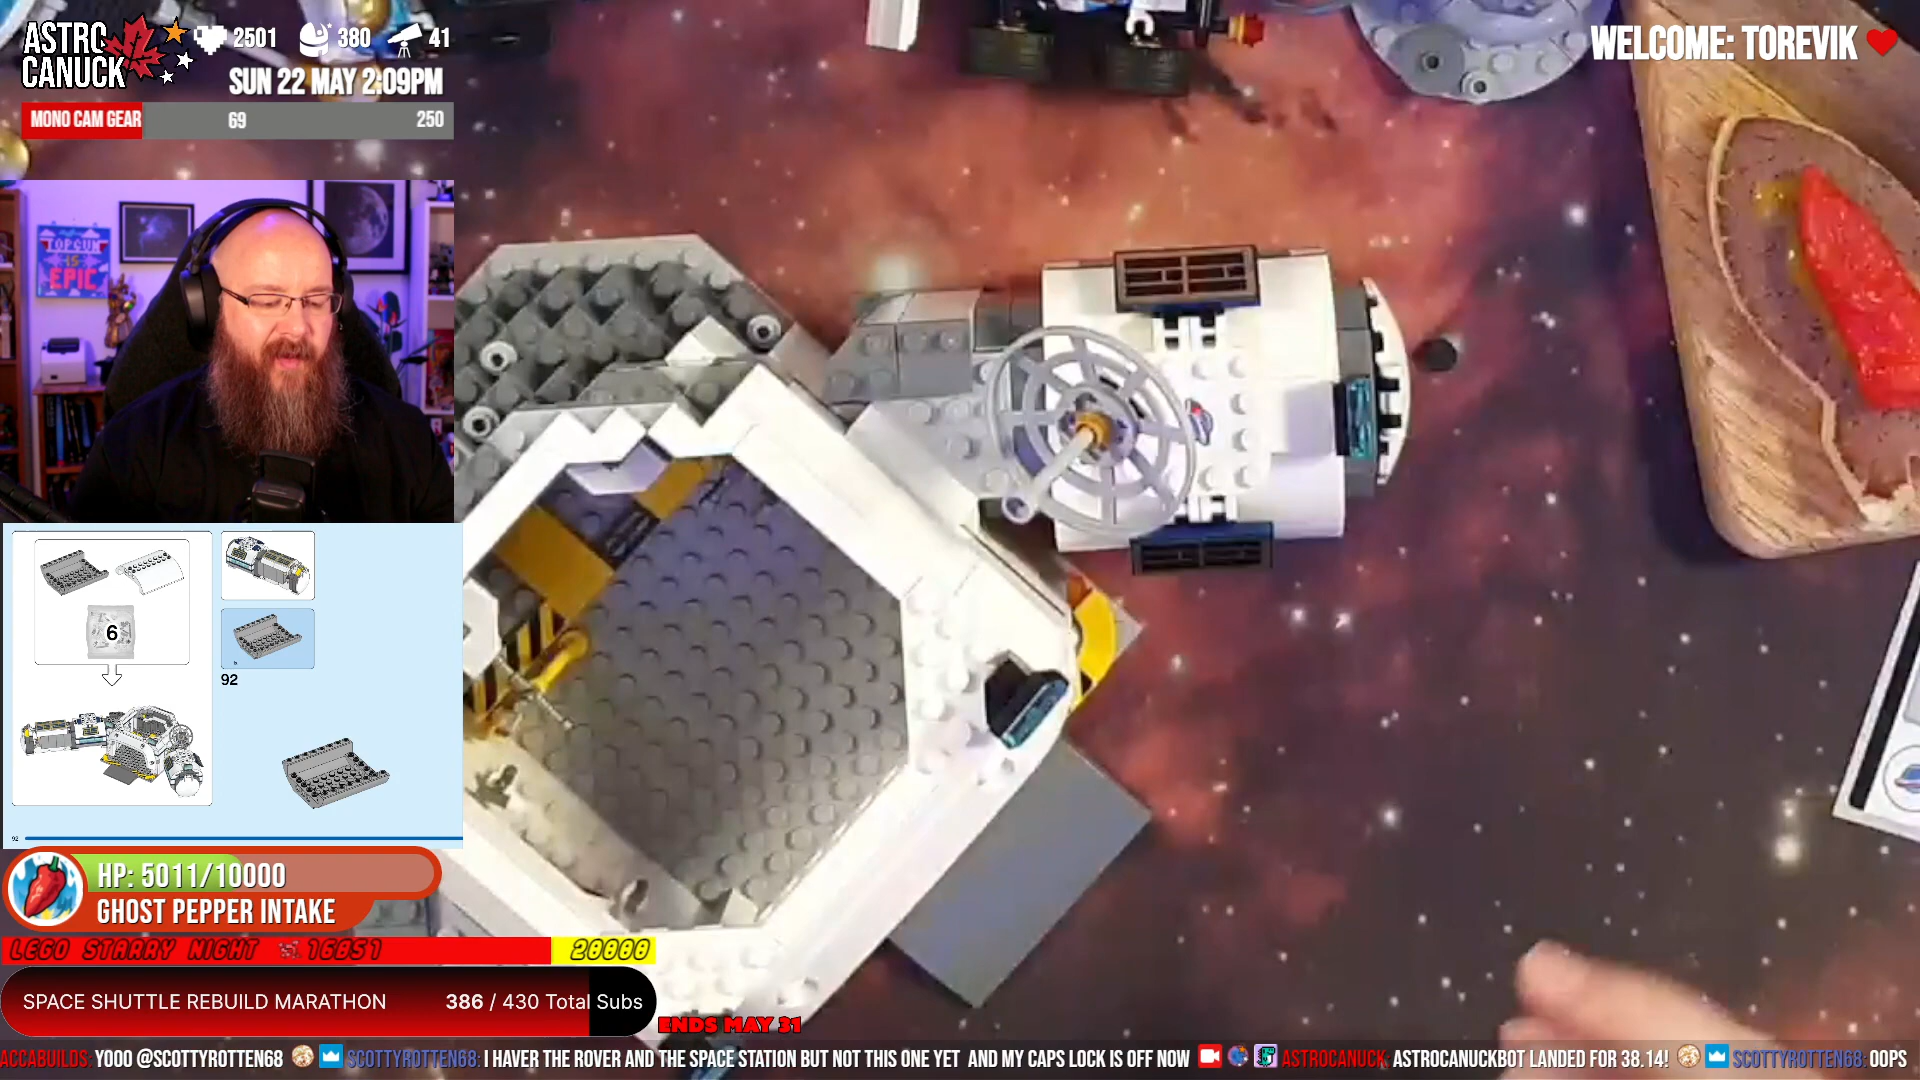 ASTRO
CANUCK
2501
380
41
SUN 22 MAY 2:09PM
MONO CAM GEAR
69
250
WELCOME: TOREVIK
TOPGUN
IS
EPIC
6
92
92
HP: 5011/10000
GHOST PEPPER INTAKE
LEGO STARRY NIGHT
16851
20000
SPACE SHUTTLE REBUILD MARATHON
386 / 430 Total Subs
ENDS MAY 31
ACCABUILDS: YOOO @SCOTTYROTTEN68 SCOTTYROTTEN68: I HAVER THE ROVER AND THE SPACE STATION BUT NOT THIS ONE YET AND MY CAPS LOCK IS OFF NOW ASTROCANUCK: ASTROCANUCKBOT LANDED FOR 38.14! SCOTTYROTTEN68: OOPS